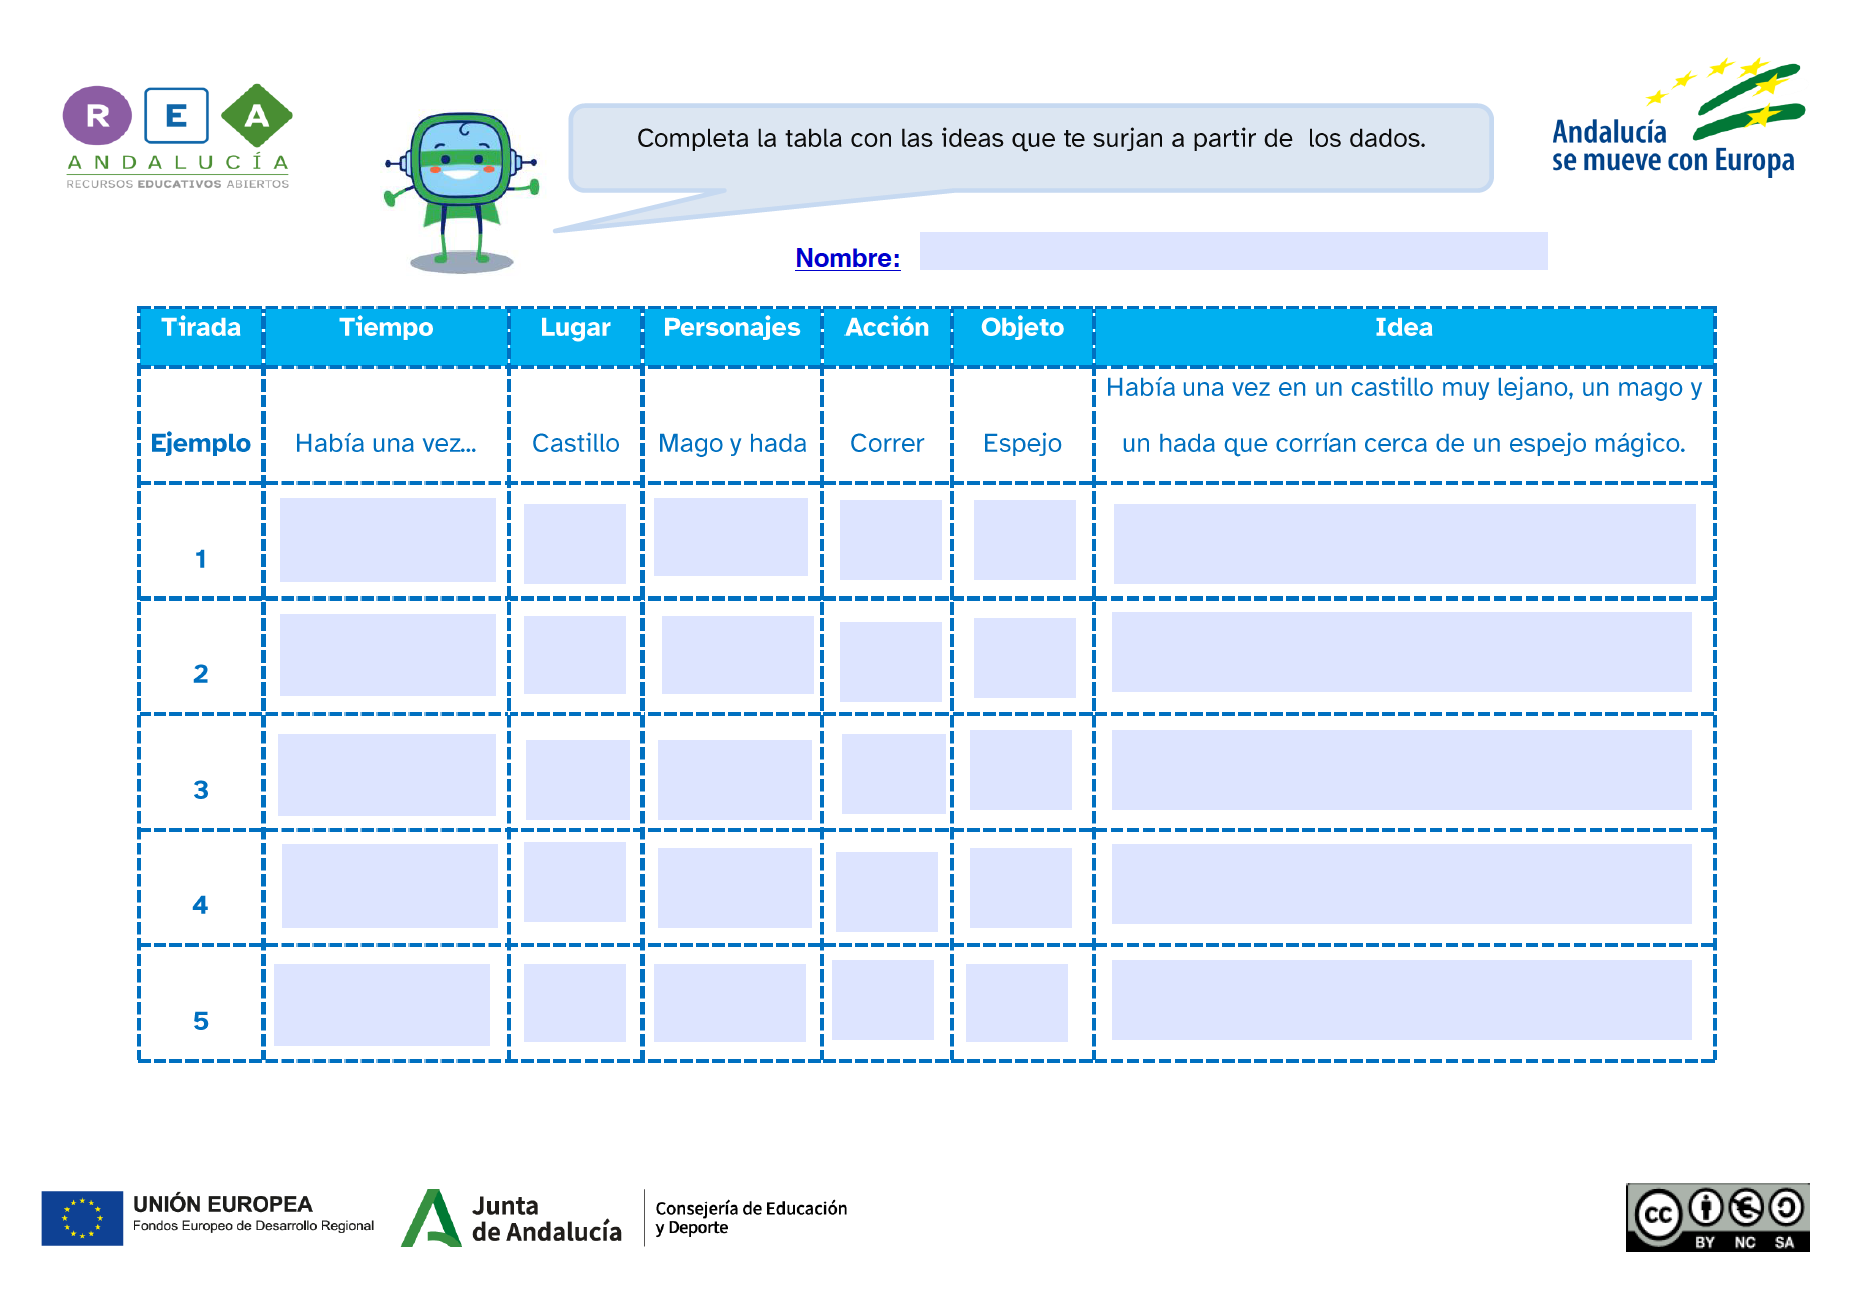 R E A
ANDALUCÍA
RECURSOS EDUCATIVOS ABIERTOS
Completa la tabla con las ideas que te surjan a partir de  los dados.
Andalucía
se mueve con Europa
Nombre:
Tirada Tiempo Lugar Personajes Acción Objeto Idea
Ejemplo Había una vez... Castillo Mago y hada Correr Espejo Había una vez en un castillo muy lejano, un mago y
un hada que corrían cerca de un espejo mágico.
1
2
3
4
5
UNIÓN EUROPEA
Fondos Europeo de Desarrollo Regional
Junta
de Andalucía
Consejería de Educación
y Deporte
cc
BY NC SA